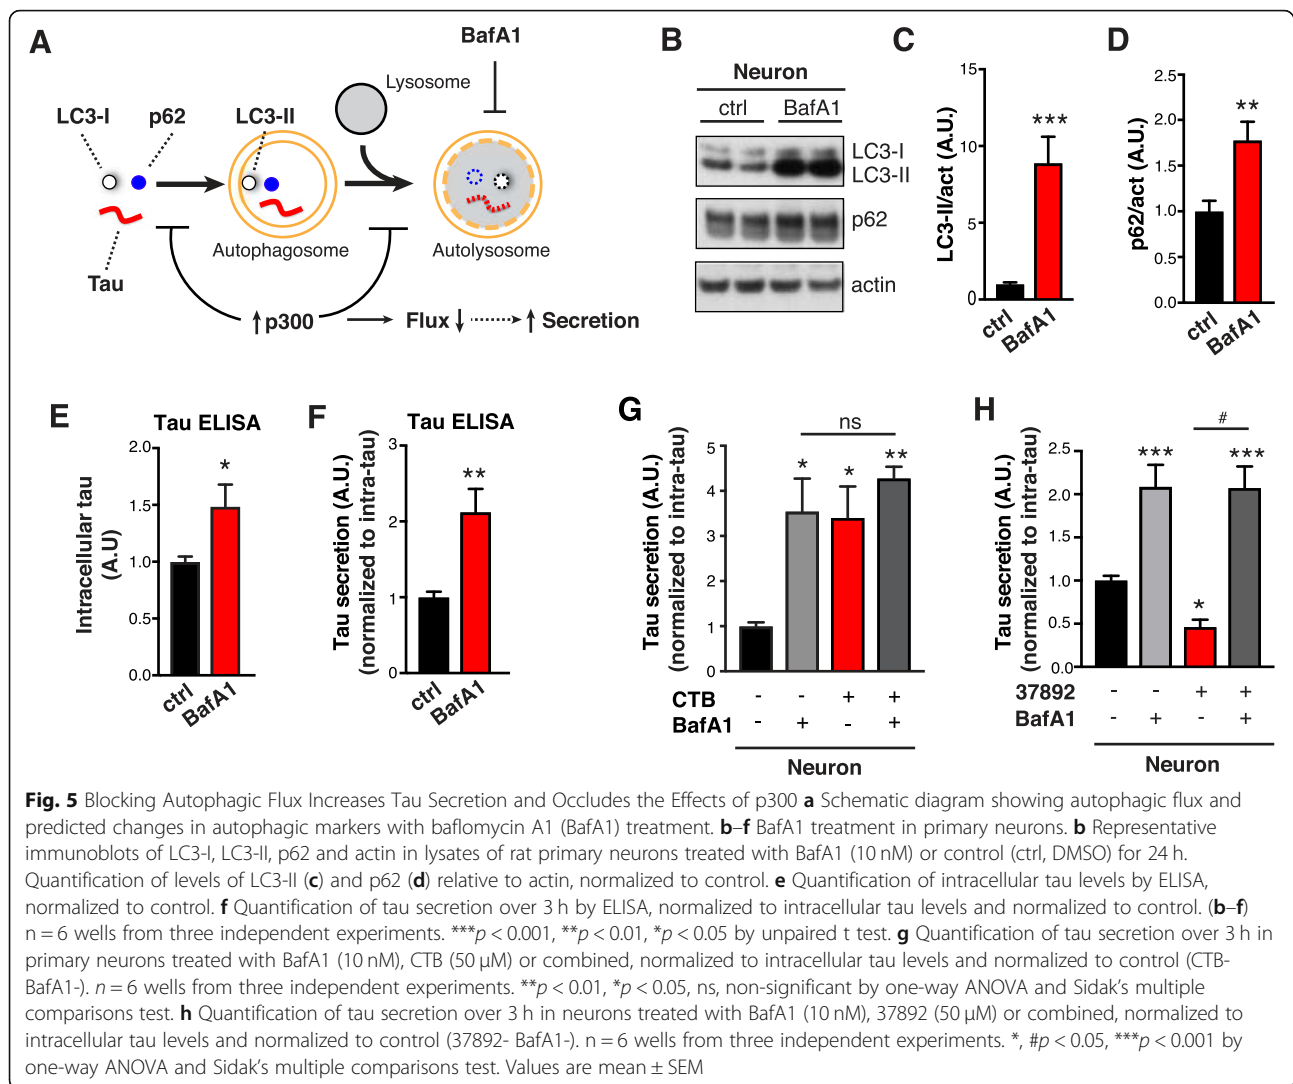 A
BafA1
Lysosome
LC3-I
p62
LC3-II
Autophagosome
Autolysosome
Tau
↑p300 → Flux ↓ ⋯➔ ↑ Secretion
B
Neuron
ctrl BafA1
LC3-I
LC3-II
p62
actin
C
LC3-II/act (A.U.)
15
10
5
0
***
ctrl
BafA1
D
p62/act (A.U.)
2.5
2.0
1.5
1.0
0.5
0.0
**
ctrl
BafA1
E
Tau ELISA
Intracellular tau
(A.U)
2.0
1.5
1.0
0.5
0.0
*
ctrl
BafA1
F
Tau ELISA
Tau secretion (A.U.)
(normalized to intra-tau)
3
2
1
0
**
ctrl
BafA1
G
Tau secretion (A.U.)
(normalized to intra-tau)
5
4
3
2
1
0
ns
* * **
CTB - - + +
BafA1 - + - +
Neuron
H
Tau secretion (A.U.)
(normalized to intra-tau)
2.5
2.0
1.5
1.0
0.5
0.0
#
*** * ***
37892 - - + +
BafA1 - + - +
Neuron
Fig. 5 Blocking Autophagic Flux Increases Tau Secretion and Occludes the Effects of p300 a Schematic diagram showing autophagic flux and
predicted changes in autophagic markers with baflomycin A1 (BafA1) treatment. b–f BafA1 treatment in primary neurons. b Representative
immunoblots of LC3-I, LC3-II, p62 and actin in lysates of rat primary neurons treated with BafA1 (10 nM) or control (ctrl, DMSO) for 24 h.
Quantification of levels of LC3-II (c) and p62 (d) relative to actin, normalized to control. e Quantification of intracellular tau levels by ELISA,
normalized to control. f Quantification of tau secretion over 3 h by ELISA, normalized to intracellular tau levels and normalized to control. (b–f)
n = 6 wells from three independent experiments. ***p < 0.001, **p < 0.01, *p < 0.05 by unpaired t test. g Quantification of tau secretion over 3 h in
primary neurons treated with BafA1 (10 nM), CTB (50 μM) or combined, normalized to intracellular tau levels and normalized to control (CTB-
BafA1-). n = 6 wells from three independent experiments. **p < 0.01, *p < 0.05, ns, non-significant by one-way ANOVA and Sidak's multiple
comparisons test. h Quantification of tau secretion over 3 h in neurons treated with BafA1 (10 nM), 37892 (50 μM) or combined, normalized to
intracellular tau levels and normalized to control (37892- BafA1-). n = 6 wells from three independent experiments. *, #p < 0.05, ***p < 0.001 by
one-way ANOVA and Sidak's multiple comparisons test. Values are mean ± SEM